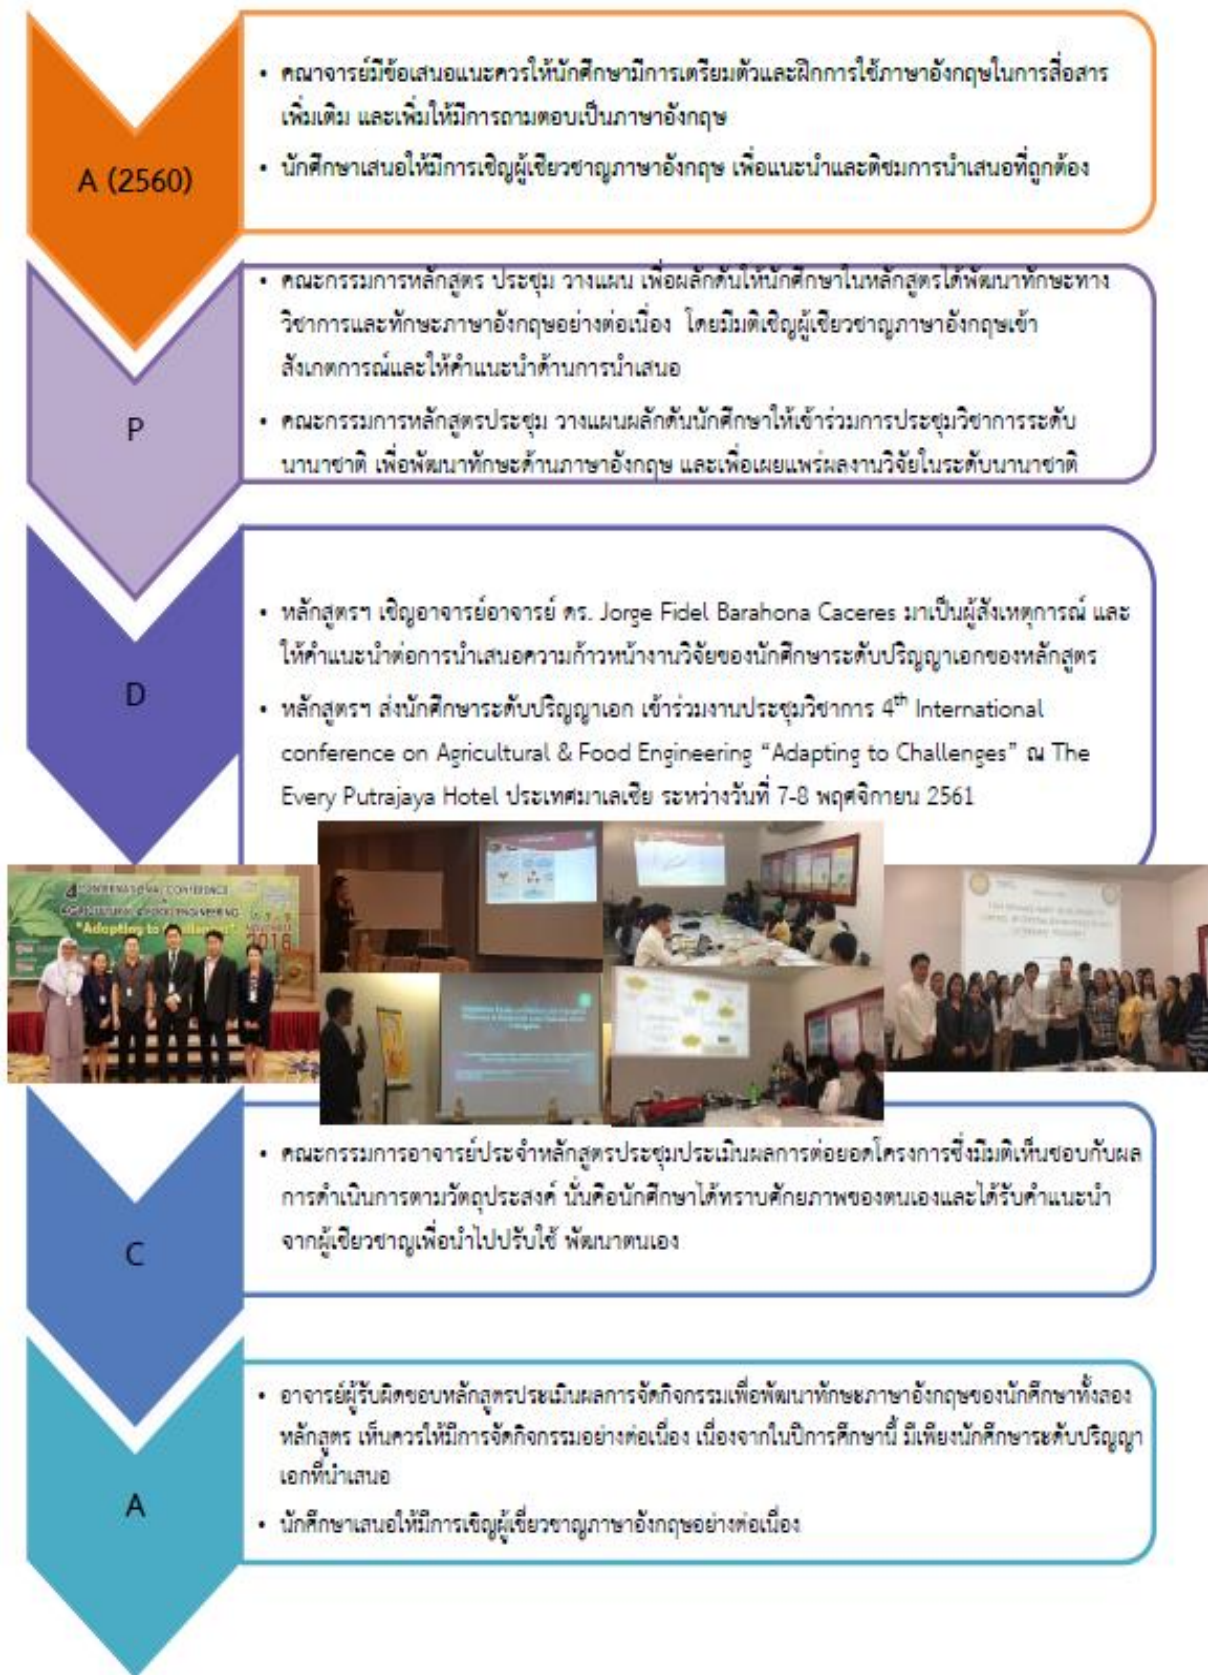 A (2560)
• คณาจารย์มีข้อเสนอแนะควรให้นักศึกษามีการเตรียมตัวและฝึกการใช้ภาษาอังกฤษในการสื่อสาร
เพิ่มเติม และเพิ่มให้มีการถามตอบเป็นภาษาอังกฤษ
• นักศึกษาเสนอให้มีการเชิญผู้เชี่ยวชาญภาษาอังกฤษ เพื่อแนะนำและติชมการนำเสนอที่ถูกต้อง
P
• คณะกรรมการหลักสูตร ประชุม วางแผน เพื่อผลักดันให้นักศึกษาในหลักสูตรได้พัฒนาทักษะทาง
วิชาการและทักษะภาษาอังกฤษอย่างต่อเนื่อง โดยมีมติเชิญผู้เชี่ยวชาญภาษาอังกฤษเข้า
สังเกตการณ์และให้คำแนะนำด้านการนำเสนอ
• คณะกรรมการหลักสูตรประชุม วางแผนผลักดันนักศึกษาให้เข้าร่วมการประชุมวิชาการระดับ
นานาชาติ เพื่อพัฒนาทักษะด้านภาษาอังกฤษ และเพื่อเผยแพร่ผลงานวิจัยในระดับนานาชาติ
D
• หลักสูตรฯ เชิญอาจารย์อาจารย์ ดร. Jorge Fidel Barahona Caceres มาเป็นผู้สังเหตุการณ์ และ
ให้คำแนะนำต่อการนำเสนอความก้าวหน้างานวิจัยของนักศึกษาระดับปริญญาเอกของหลักสูตร
• หลักสูตรฯ ส่งนักศึกษาระดับปริญญาเอก เข้าร่วมงานประชุมวิชาการ 4th International
conference on Agricultural & Food Engineering “Adapting to Challenges” ณ The
Every Putrajaya Hotel ประเทศมาเลเซีย ระหว่างวันที่ 7-8 พฤศจิกายน 2561
4th INTERNATIONAL CONFERENCE
AGRICULTURAL & FOOD ENGINEERING
"Adapting to Challenges"
2018
C
• คณะกรรมการอาจารย์ประจำหลักสูตรประชุมประเมินผลการต่อยอดโครงการซึ่งมีมติเห็นชอบกับผล
การดำเนินการตามวัตถุประสงค์ นั่นคือนักศึกษาได้ทราบศักยภาพของตนเองและได้รับคำแนะนำ
จากผู้เชี่ยวชาญเพื่อนำไปปรับใช้ พัฒนาตนเอง
A
• อาจารย์ผู้รับผิดชอบหลักสูตรประเมินผลการจัดกิจกรรมเพื่อพัฒนาทักษะภาษาอังกฤษของนักศึกษาทั้งสอง
หลักสูตร เห็นควรให้มีการจัดกิจกรรมอย่างต่อเนื่อง เนื่องจากในปีการศึกษานี้ มีเพียงนักศึกษาระดับปริญญา
เอกที่นำเสนอ
• นักศึกษาเสนอให้มีการเชิญผู้เชี่ยวชาญภาษาอังกฤษอย่างต่อเนื่อง